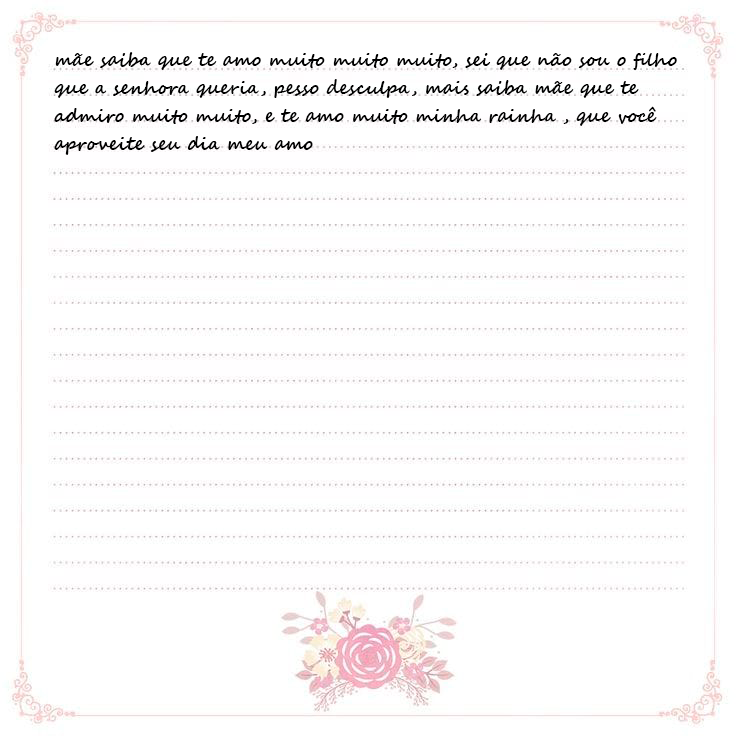 mãe saiba que te amo muito muito muito, sei que não sou o filho
que a senhora queria, pesso desculpa, mais saiba mãe que te
admiro muito muito, e te amo muito minha rainha , que você
aproveite seu dia meu amo